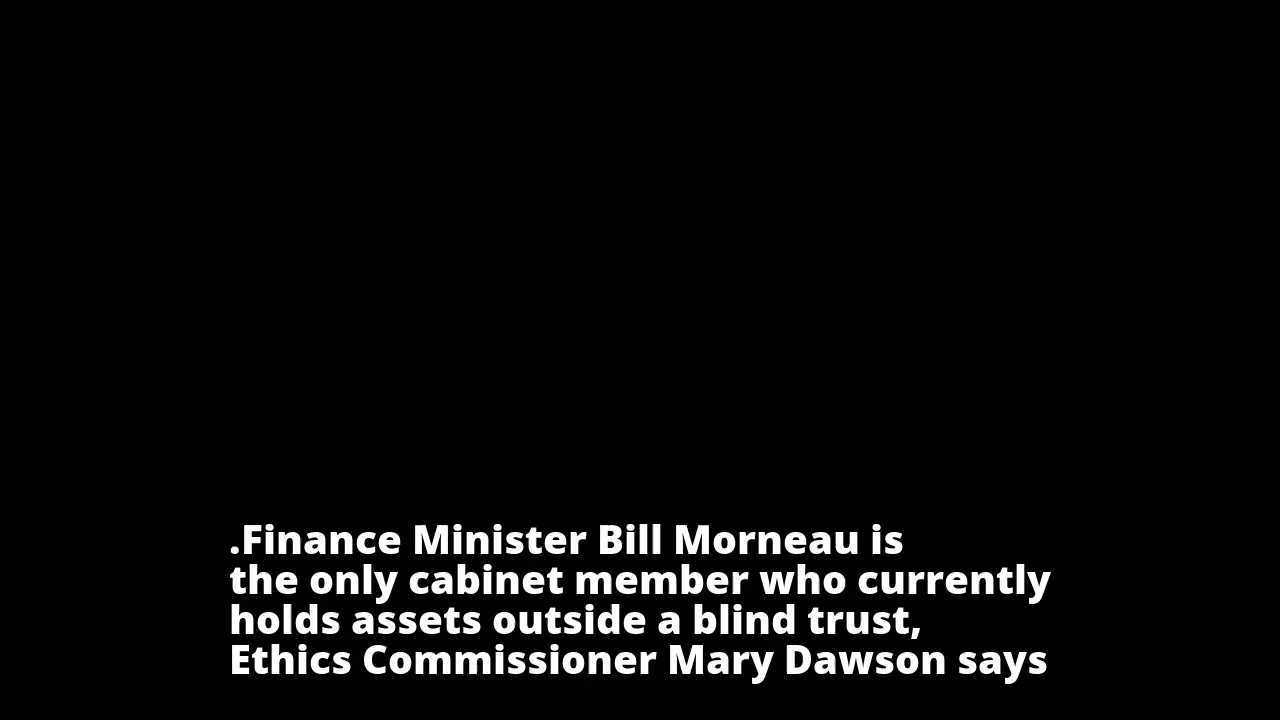 .Finance Minister Bill Morneau is
the only cabinet member who currently
holds assets outside a blind trust,
Ethics Commissioner Mary Dawson says